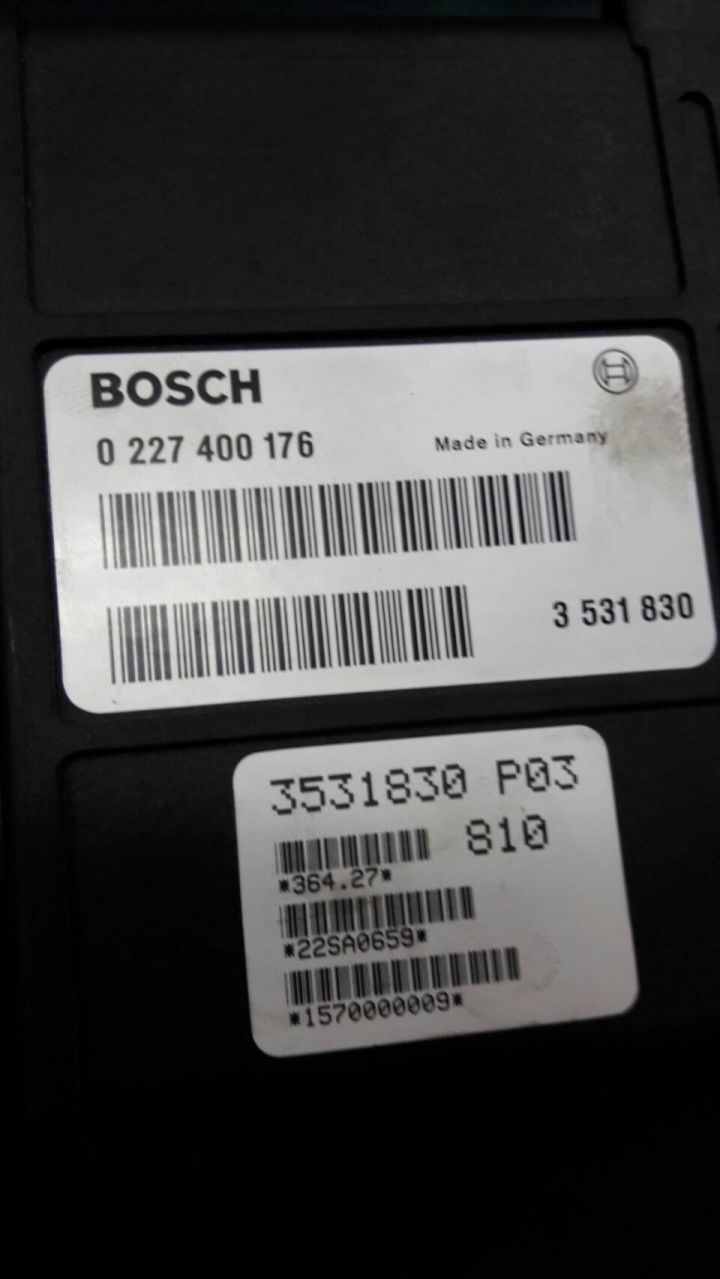 BOSCH
0 227 400 176
Made in Germany
3 531 830
3531830 P03
810
*364.27*
*22SA0659*
*1570000009*